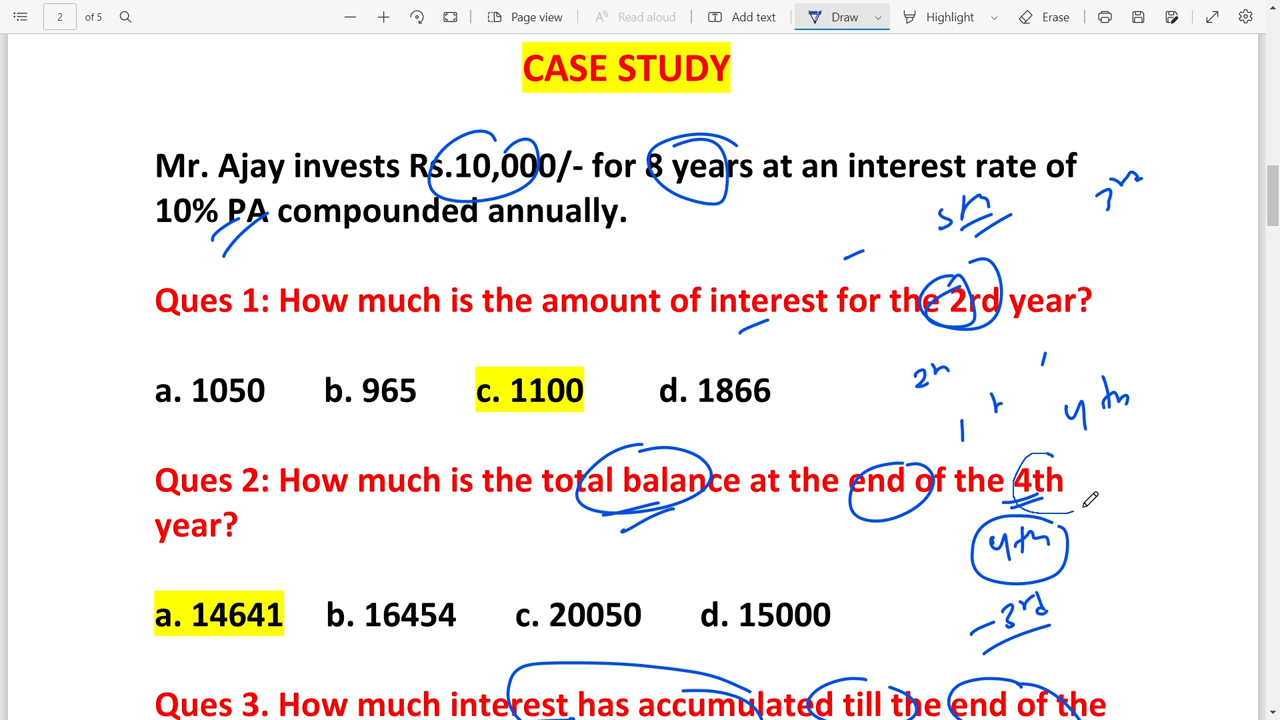 2 of 5 Page view Read aloud Add text Draw Highlight Erase
CASE STUDY
Mr. Ajay invests Rs.10,000/- for 8 years at an interest rate of
10% PA compounded annually.
5th
Ques 1: How much is the amount of interest for the 2rd year?
a. 1050 b. 965 c. 1100 d. 1866
4th
Ques 2: How much is the total balance at the end of the 4th
year?
4th
a. 14641 b. 16454 c. 20050 d. 15000
3rd
Ques 3. How much interest has accumulated till the end of the